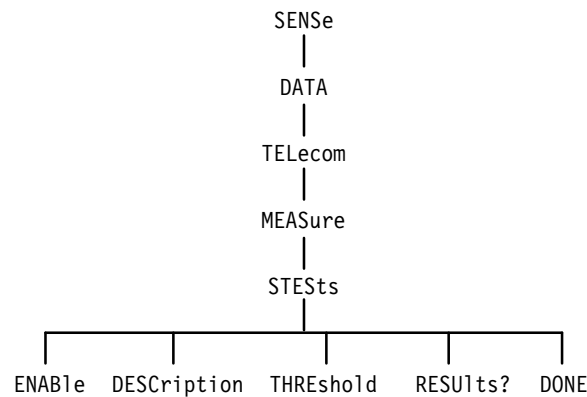 SENSe
DATA
TELecom
MEASure
STESts
ENABle DESCription THREshold RESUlts? DONE